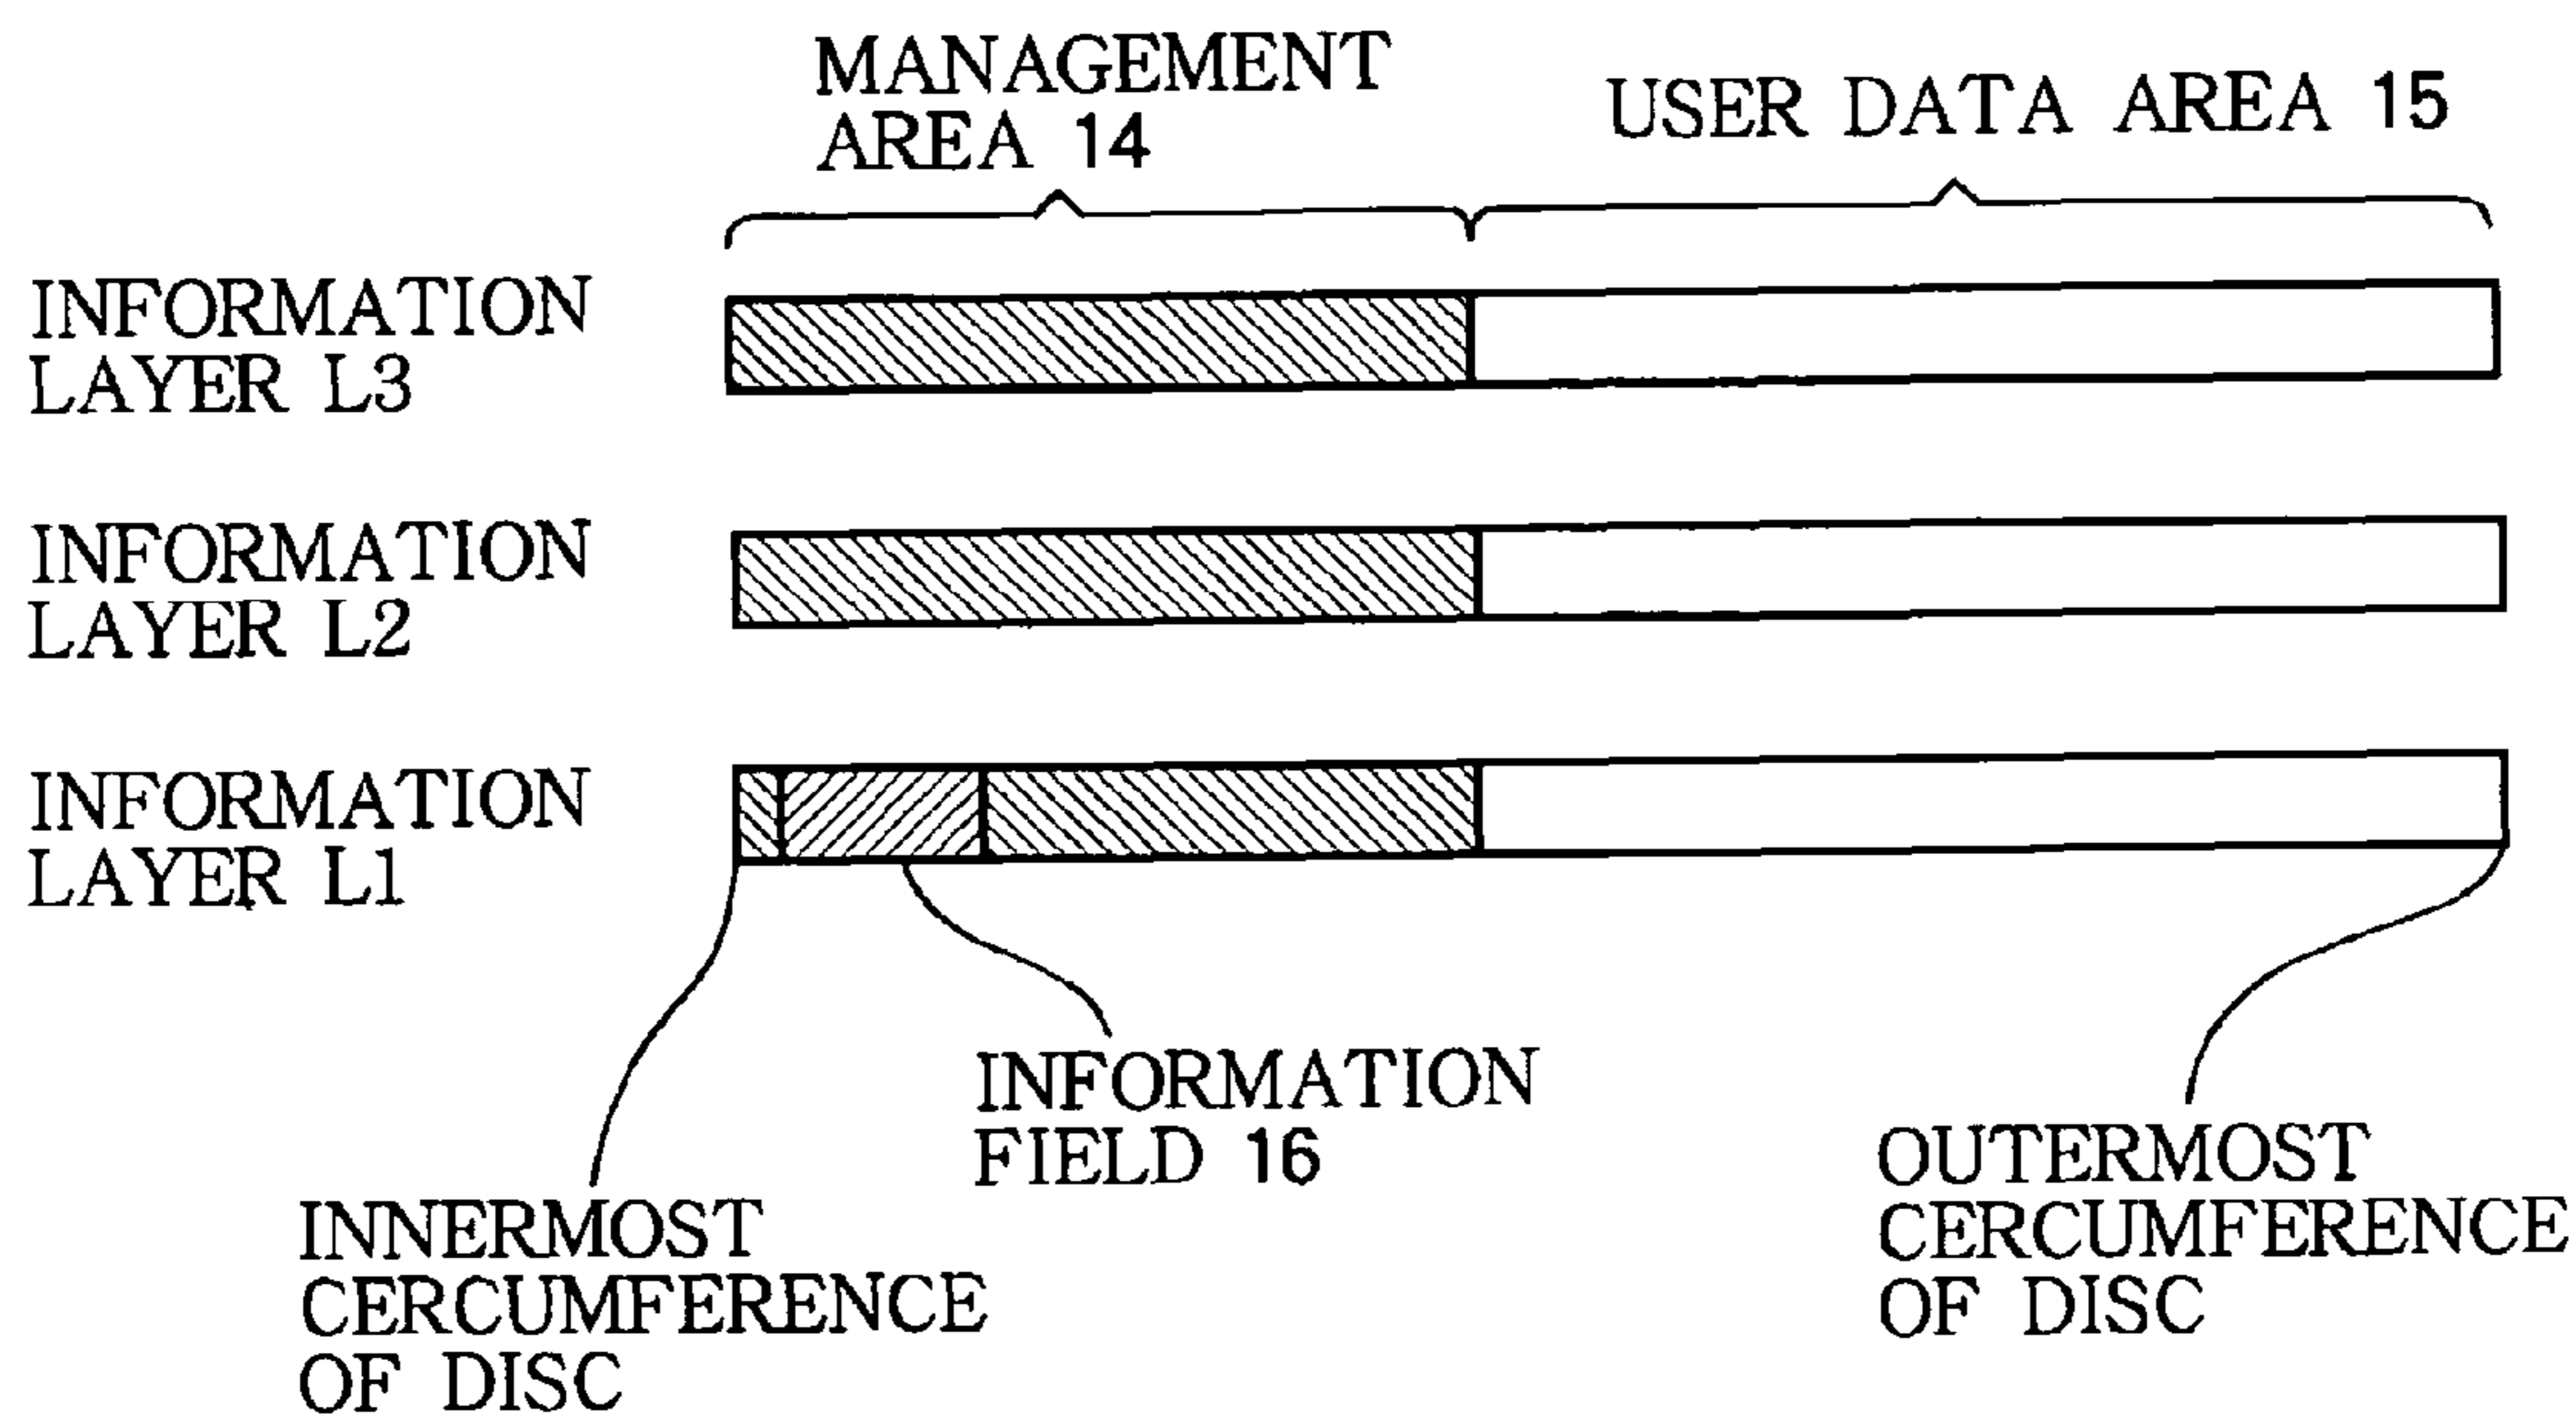 MANAGEMENT
AREA 14
USER DATA AREA 15
INFORMATION
LAYER L3
INFORMATION
LAYER L2
INFORMATION
LAYER L1
INFORMATION
FIELD 16
INNERMOST
CERCUMFERENCE
OF DISC
OUTERMOST
CERCUMFERENCE
OF DISC